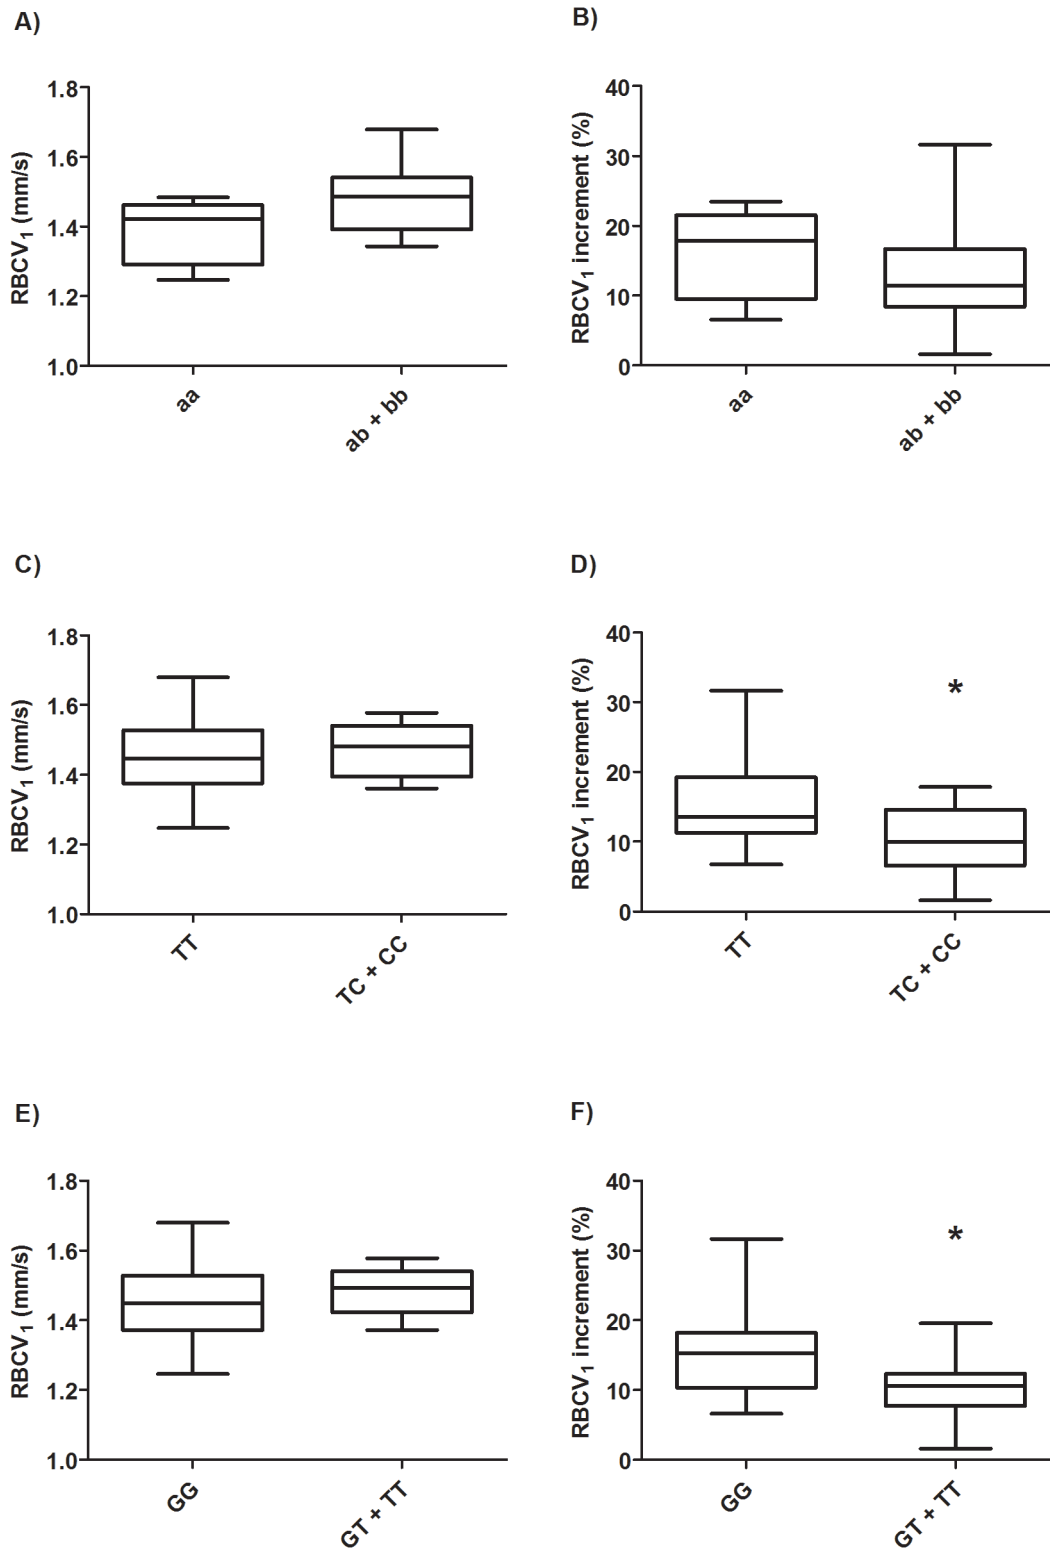 A)
B)
RBCV1 (mm/s)
1.8
1.6
1.4
1.2
1.0
aa
ab + bb
RBCV1 increment (%)
40
30
20
10
0
aa
ab + bb
C)
D)
RBCV1 (mm/s)
1.8
1.6
1.4
1.2
1.0
TT
TC + CC
RBCV1 increment (%)
40
30
20
10
0
*
TT
TC + CC
E)
F)
RBCV1 (mm/s)
1.8
1.6
1.4
1.2
1.0
GG
GT + TT
RBCV1 increment (%)
40
30
20
10
0
*
GG
GT + TT